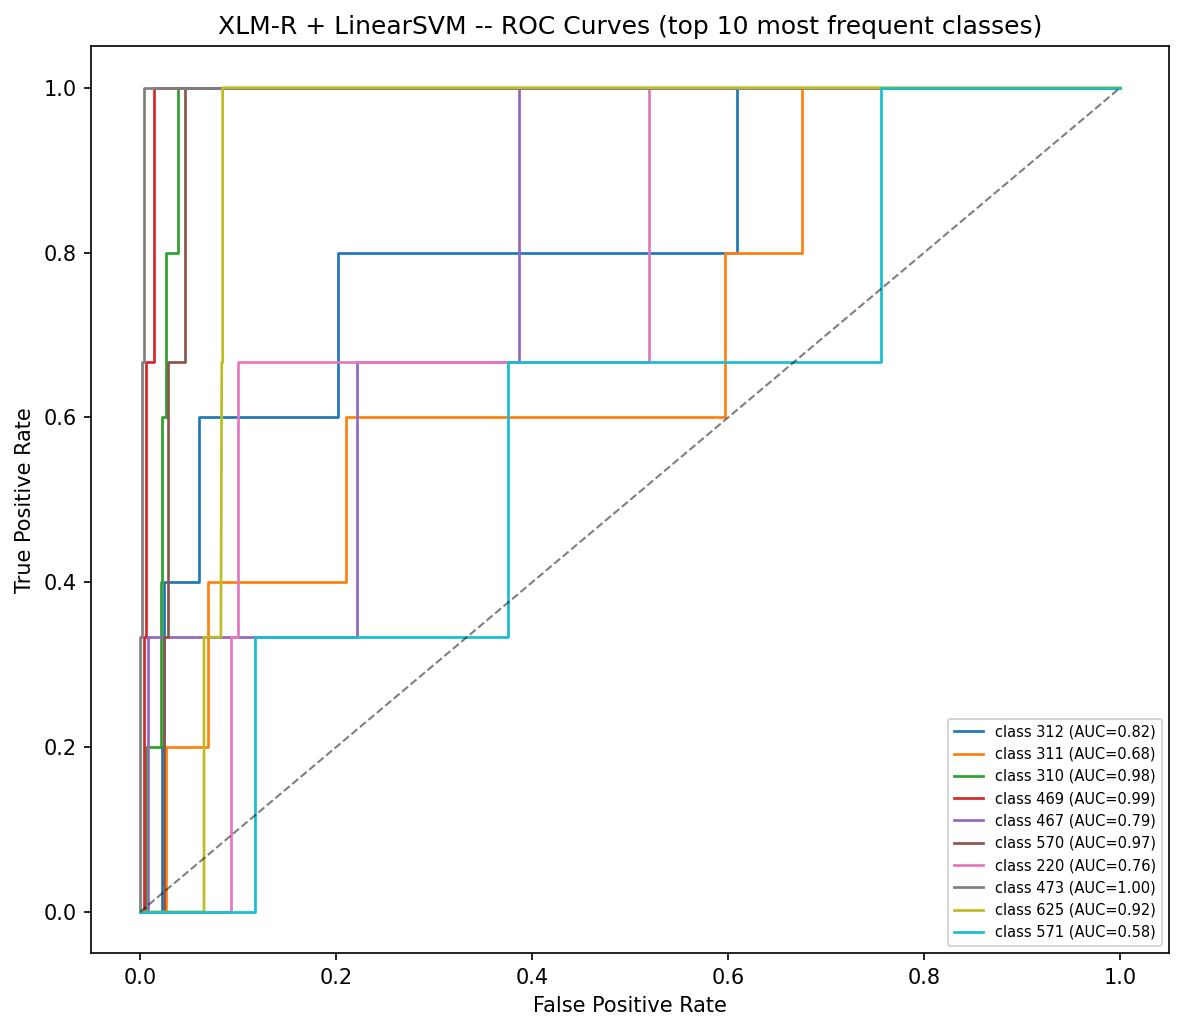 XLM-R + LinearSVM -- ROC Curves (top 10 most frequent classes)
True Positive Rate
1.0
0.8
0.6
0.4
0.2
0.0
0.0 0.2 0.4 0.6 0.8 1.0
False Positive Rate
class 312 (AUC=0.82)
class 311 (AUC=0.68)
class 310 (AUC=0.98)
class 469 (AUC=0.99)
class 467 (AUC=0.79)
class 570 (AUC=0.97)
class 220 (AUC=0.76)
class 473 (AUC=1.00)
class 625 (AUC=0.92)
class 571 (AUC=0.58)